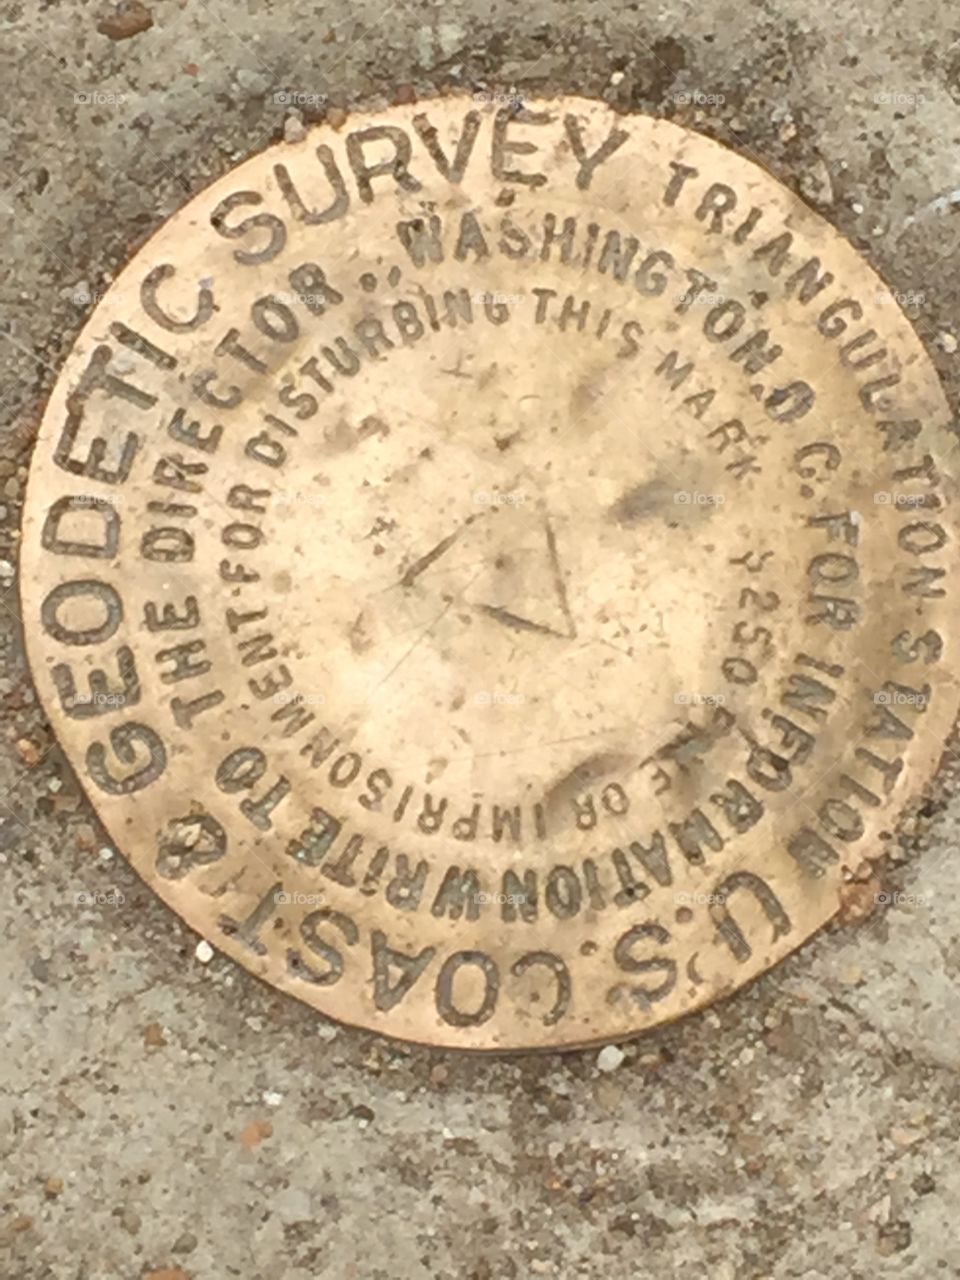 U.S. COAST & GEODETIC SURVEY TRIANGULATION STATION
FOR INFORMATION WRITE TO THE DIRECTOR., WASHINGTON. D C.
$250 FINE OR IMPRISONMENT FOR DISTURBING THIS MARK
foap